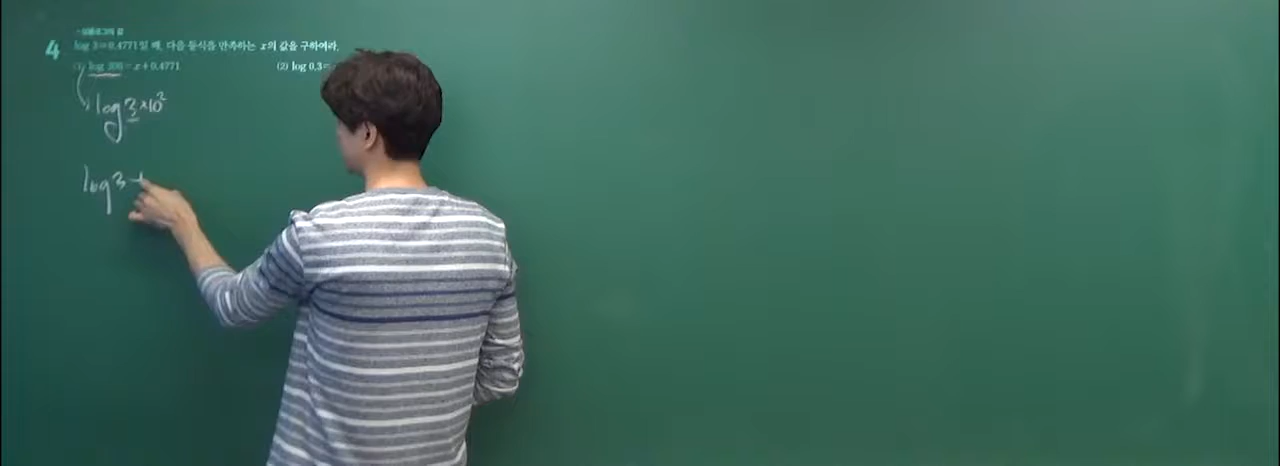 상용로그의 값
4 log 3=0.4771일 때, 다음 등식을 만족하는 x의 값을 구하여라.
(1) log 300=x+0.4771 (2) log 0.3=
log 3×10²
log 3 +